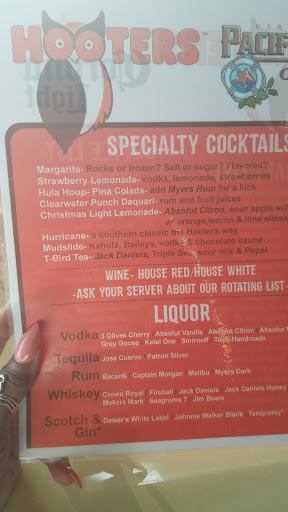 HOOTERS
PACIF
SPECIALTY COCKTAILS
Margarita- Rocks or frozen? Salt or sugar? Flavored?
Strawberry Lemonade- vodka, lemonade, strawberries
Hula Hoop- Pina Colada- add Myers Rum for a kick
Clearwater Punch Daquari- rum and fruit juices
Christmas Light Lemonade- Absolut Citron, sour apple
w/ orange,lemon & lime slices
Hurricane- a southern classic the Hooters way
Mudslide- Kahula, Baileys, vodka & chocolate sauce
T-Bird Tea- Jack Daniels, Triple Sec, sour mix & Pepsi
WINE- HOUSE RED/HOUSE WHITE
-ASK YOUR SERVER ABOUT OUR ROTATING LIST-
LIQUOR
Vodka 3 Olives Cherry Absolut Vanilla Absolut Citron Absolut
Grey Goose Ketel One Smirnoff Tito's Handmade
Tequila Jose Cuervo Patron Silver
Rum Bacardi Captain Morgan Malibu Myers Dark
Whiskey Crown Royal Fireball Jack Daniels Jack Daniels Honey
Makers Mark Seagrums 7 Jim Beam
Scotch & Dewar's White Label Johnnie Walker Black Tanqueray*
Gin*